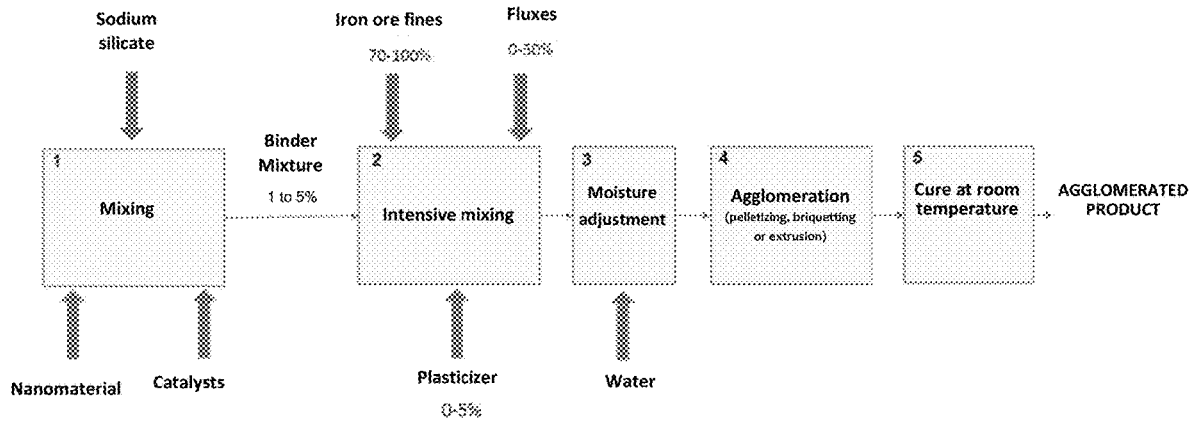 Sodium
silicate
Iron ore fines
70-100%
Fluxes
0-30%
Binder
Mixture
1 to 5%
1
Mixing
2
Intensive mixing
3
Moisture
adjustment
4
Agglomeration
(pelletizing, briquetting
or extrusion)
5
Cure at room
temperature
AGGLOMERATED
PRODUCT
Nanomaterial
Catalysts
Plasticizer
0-5%
Water